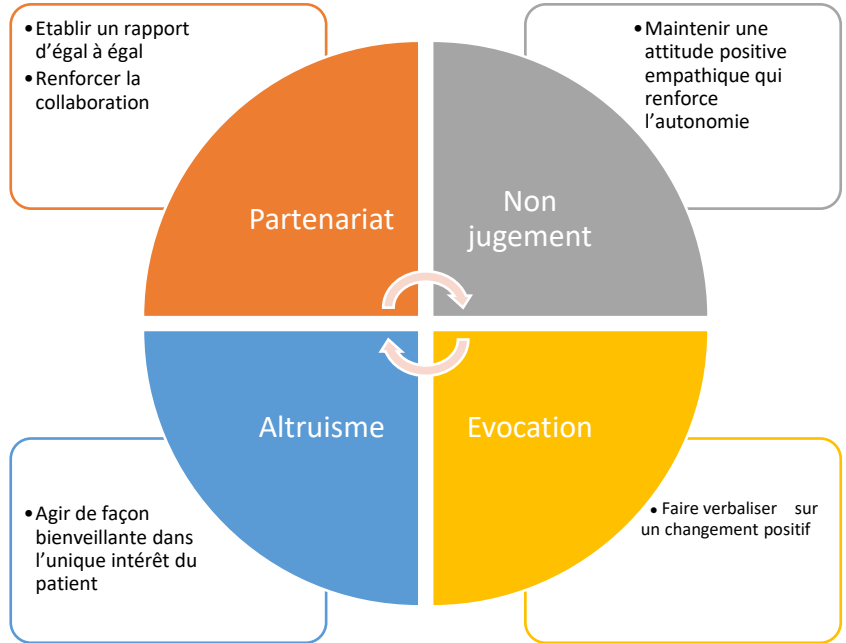 •Etablir un rapport
d’égal à égal
•Renforcer la
collaboration
•Maintenir une
attitude positive
empathique qui
renforce
l’autonomie
Partenariat
Non
jugement
Altruisme
Evocation
•Agir de façon
bienveillante dans
l’unique intérêt du
patient
• Faire verbaliser sur
un changement positif